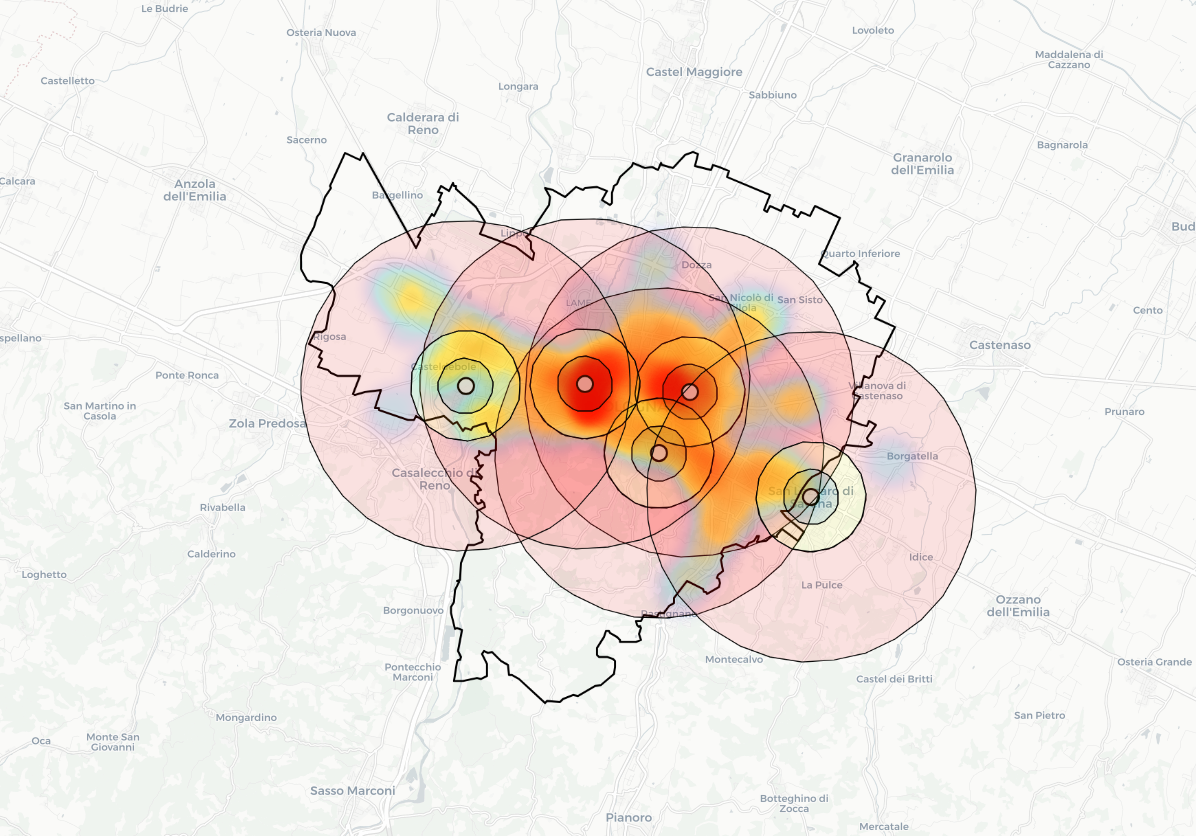 Le Budrie
Osteria Nuova
Lovoleto
Maddalena di
Cazzano
Castelletto
Castel Maggiore
Longara
Sabbiuno
Calderara di
Reno
Sacerno
Bagnarola
Granarolo
dell'Emilia
Calcara
Anzola
dell'Emilia
Bargellino
Bud
Lippo
Quarto Inferiore
Dozza
San Nicolò di
Villola
San Sisto
LAME
Cento
spellano
Rigosa
Castenaso
Casteldebole
Ponte Ronca
Villanova di
Castenaso
San Martino in
Casola
Prunaro
Zola Predosa
Borgatella
Casalecchio di
Reno
San Lazzaro di
Savena
Rivabella
Calderino
Idice
Loghetto
La Pulce
Ozzano
dell'Emilia
Borgonuovo
Rastignano
Montecalvo
Osteria Grande
Pontecchio
Marconi
Castel dei Britti
Mongardino
San Pietro
Oca
Monte San
Giovanni
Sasso Marconi
Botteghino di
Zocca
Pianoro
Mercatale